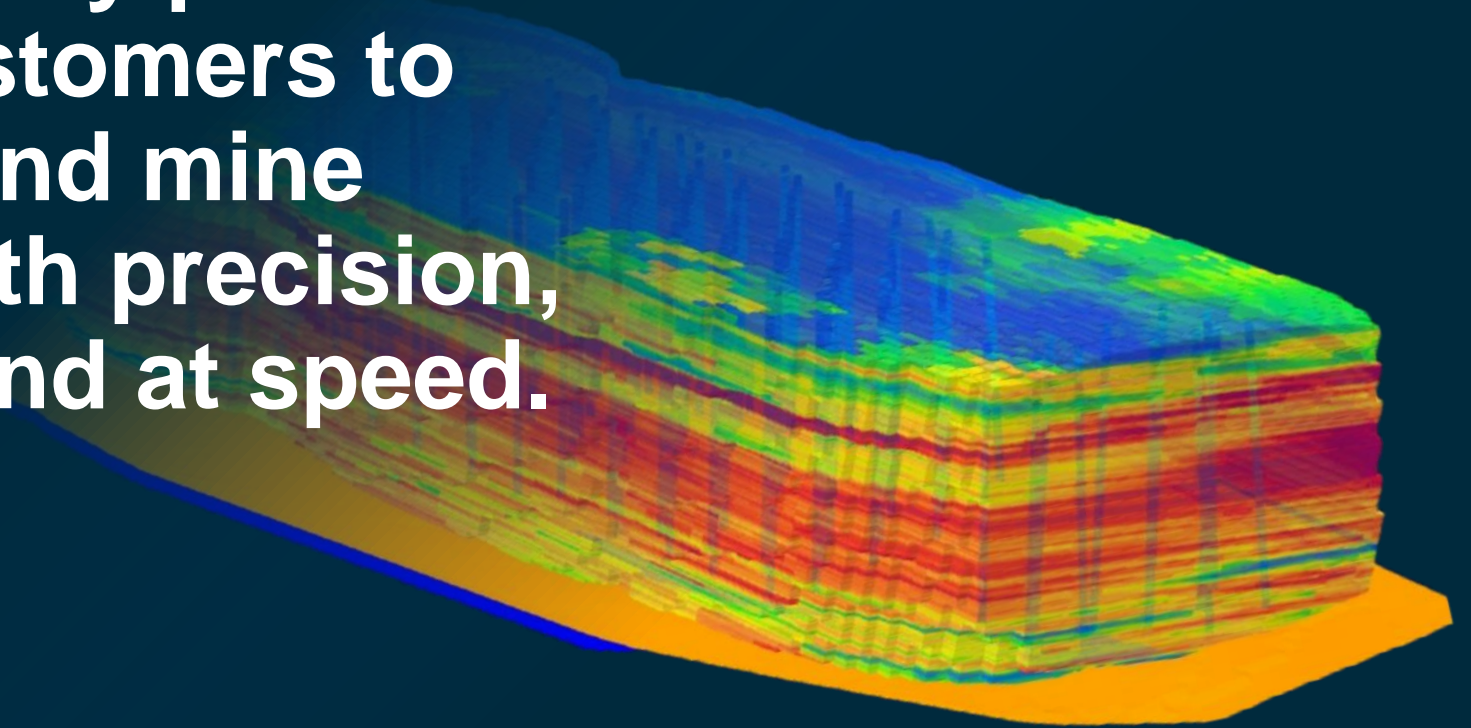 stomers to
nd mine
th precision,
nd at speed.